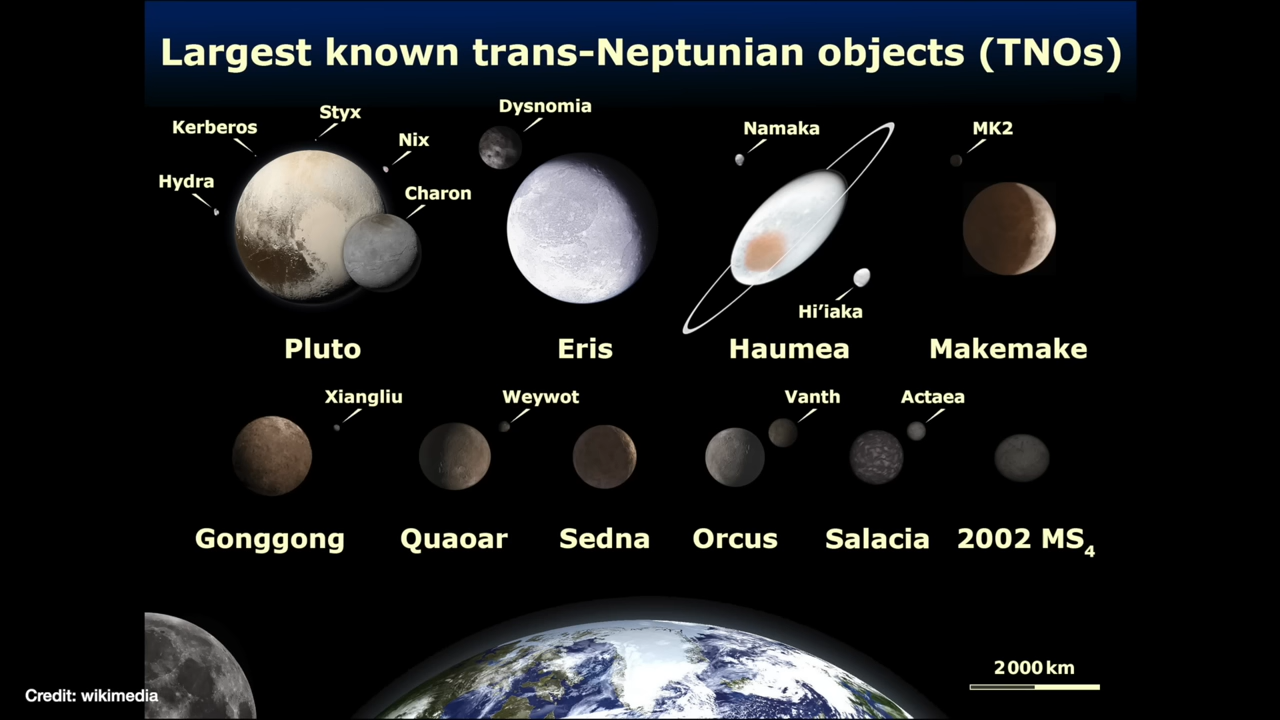 Largest known trans-Neptunian objects (TNOs)
Dysnomia
Styx
Kerberos
Namaka
MK2
Nix
Hydra
Charon
Hi’iaka
Pluto
Eris
Haumea
Makemake
Xiangliu
Weywot
Vanth
Actaea
Gonggong
Quaoar
Sedna
Orcus
Salacia
2002 MS₄
2000 km
Credit: wikimedia